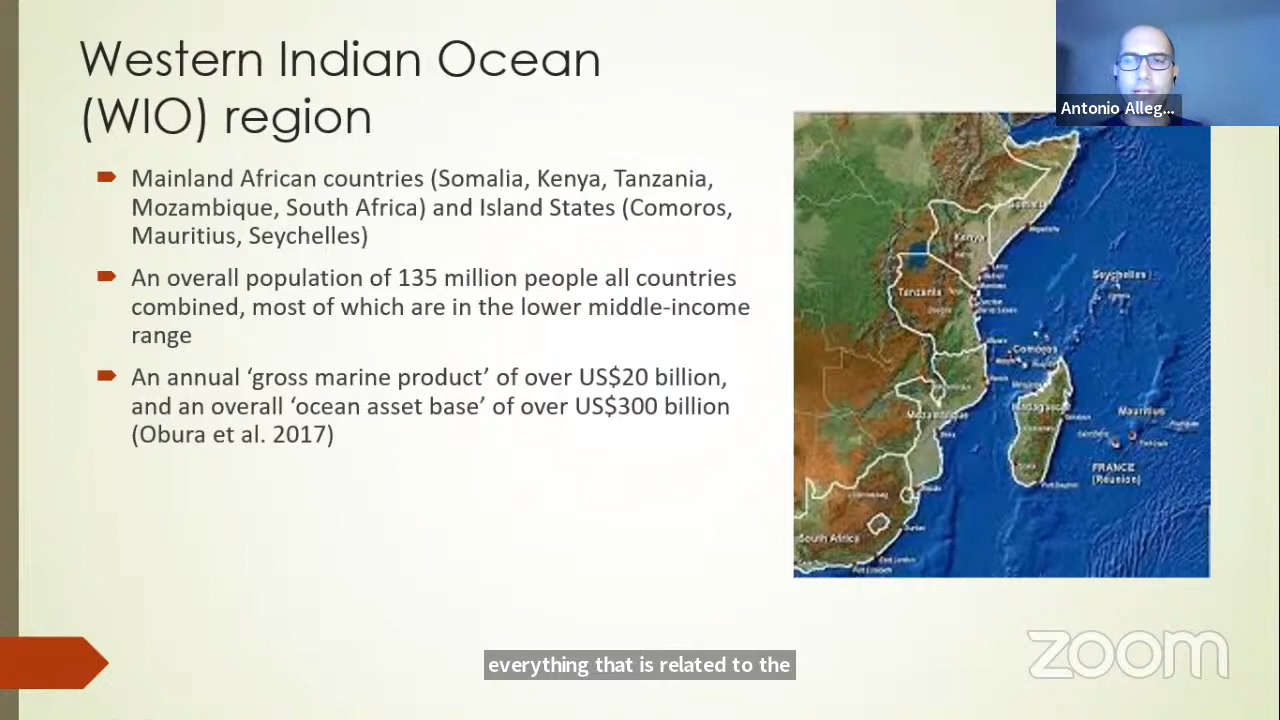 Western Indian Ocean
(WIO) region
Antonio Alleg...
Mainland African countries (Somalia, Kenya, Tanzania,
Mozambique, South Africa) and Island States (Comoros,
Mauritius, Seychelles)
An overall population of 135 million people all countries
combined, most of which are in the lower middle-income
range
An annual ‘gross marine product’ of over US$20 billion,
and an overall ‘ocean asset base’ of over US$300 billion
(Obura et al. 2017)
Somalia
Kenya
Seychelles
Tanzania
Comoros
Mozambique
Madagascar
Mauritius
FRANCE
(Réunion)
South Africa
everything that is related to the
zoom